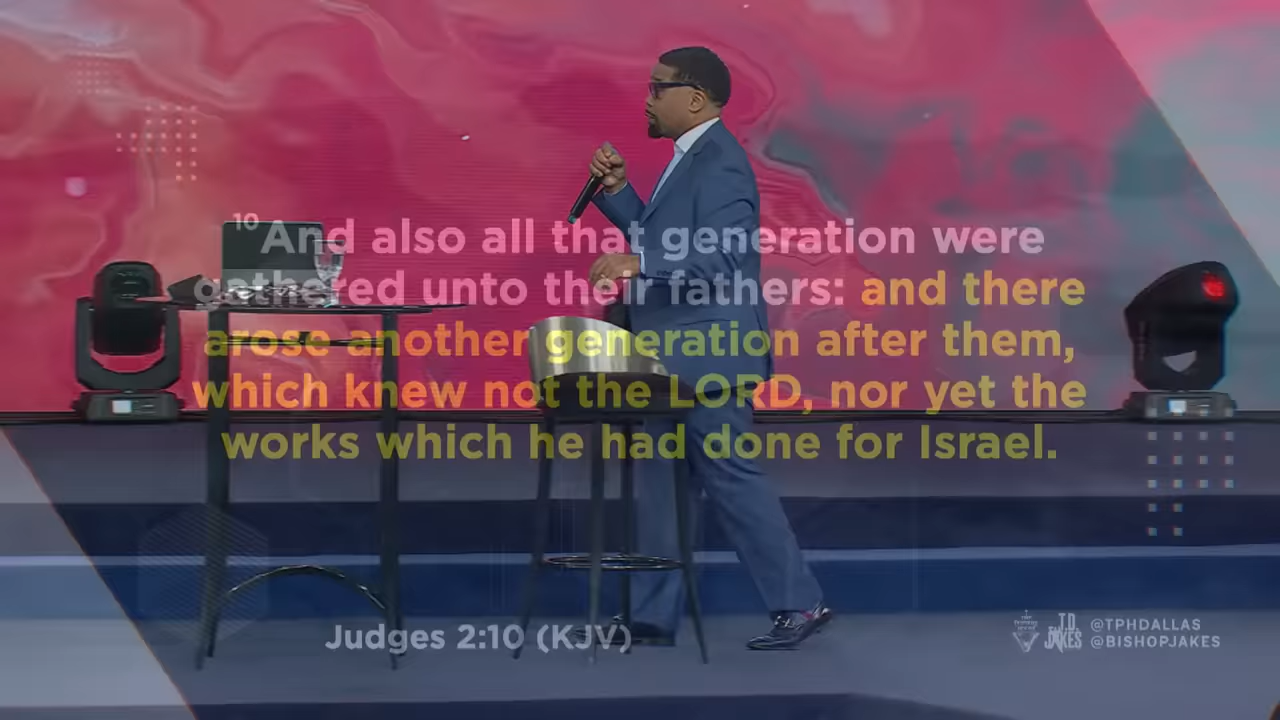 10 And also all that generation were
gathered unto their fathers: and there
arose another generation after them,
which knew not the LORD, nor yet the
works which he had done for Israel.
Judges 2:10 (KJV)
T.D.
JAKES
@TPHDALLAS
@BISHOPJAKES